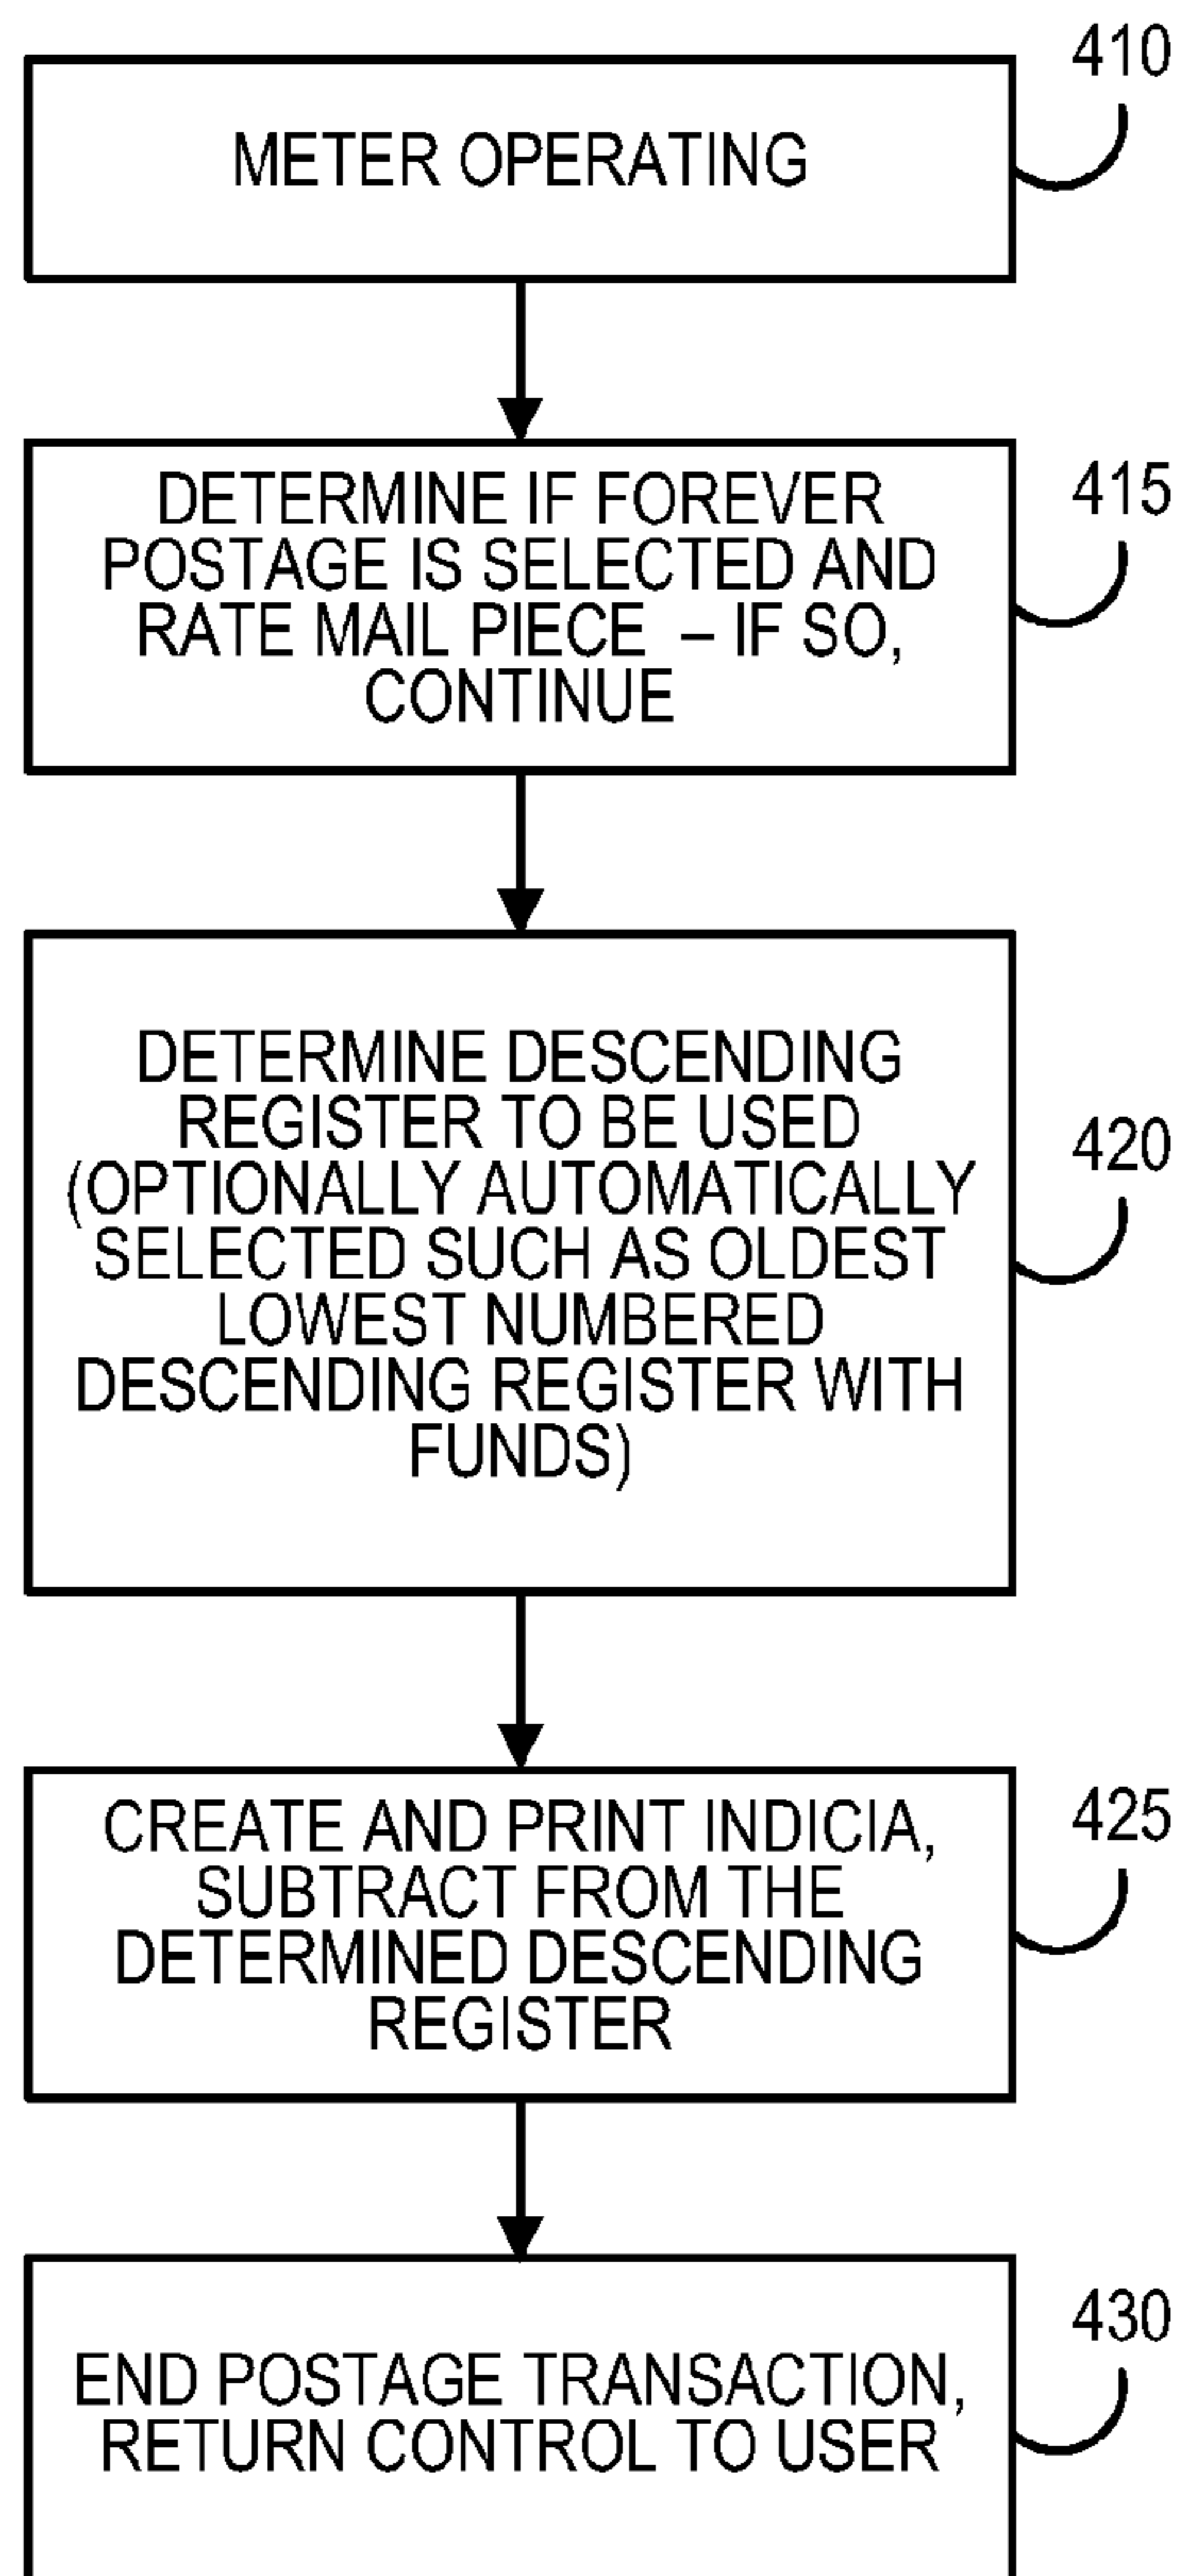 410
METER OPERATING
415
DETERMINE IF FOREVER
POSTAGE IS SELECTED AND
RATE MAIL PIECE – IF SO,
CONTINUE
420
DETERMINE DESCENDING
REGISTER TO BE USED
(OPTIONALLY AUTOMATICALLY
SELECTED SUCH AS OLDEST
LOWEST NUMBERED
DESCENDING REGISTER WITH
FUNDS)
425
CREATE AND PRINT INDICIA,
SUBTRACT FROM THE
DETERMINED DESCENDING
REGISTER
430
END POSTAGE TRANSACTION,
RETURN CONTROL TO USER